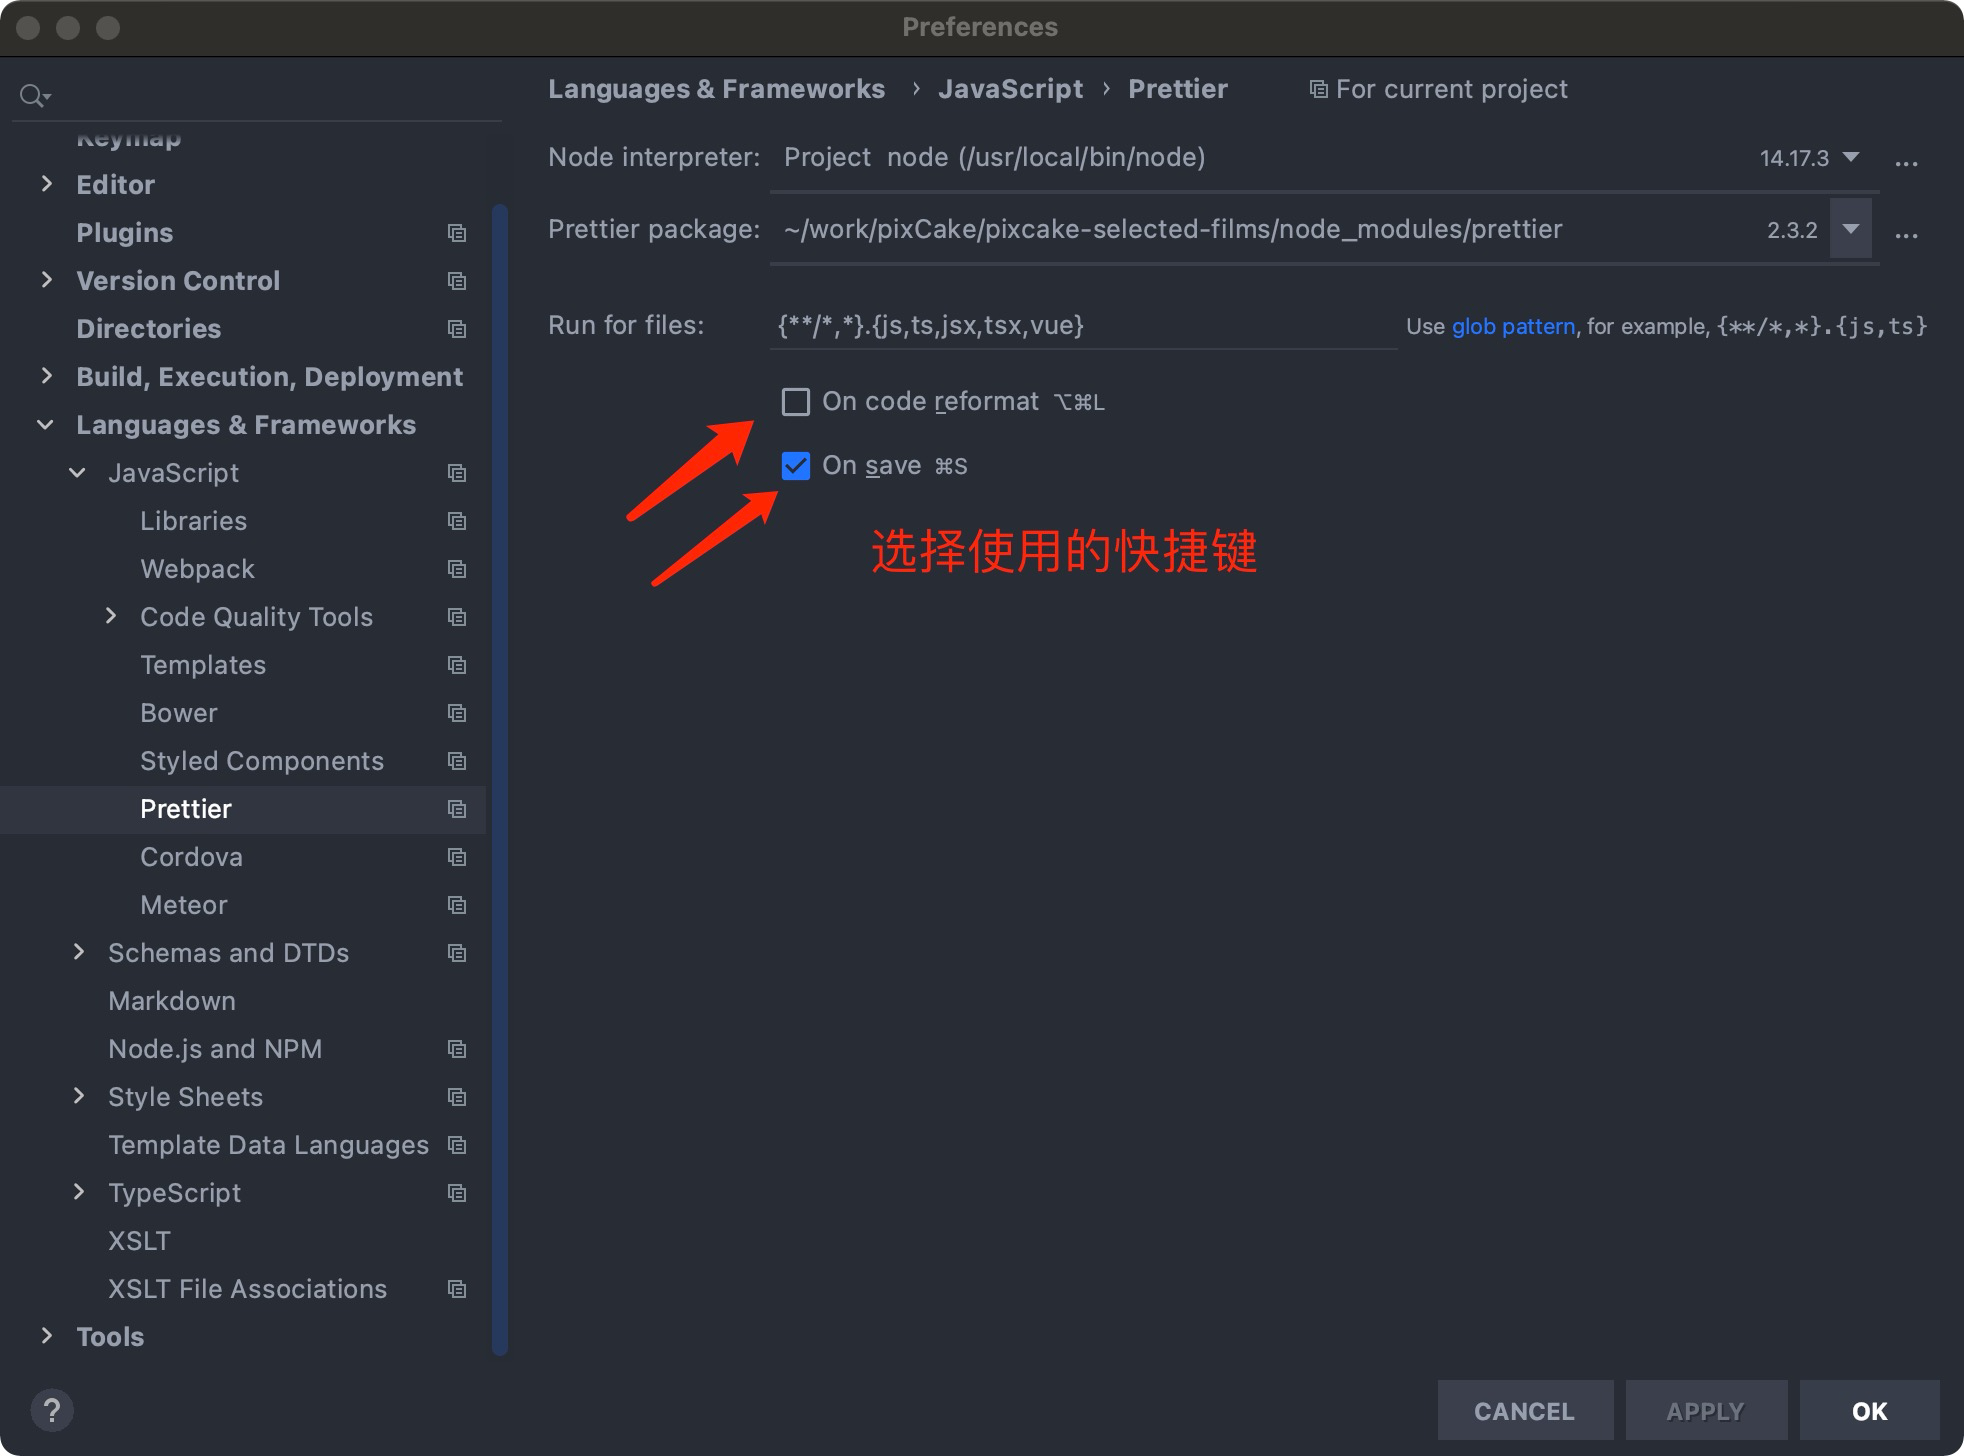 Preferences
Languages & Frameworks › JavaScript › Prettier For current project
Keymap
Editor
Plugins
Version Control
Directories
Build, Execution, Deployment
Languages & Frameworks
JavaScript
Libraries
Webpack
Code Quality Tools
Templates
Bower
Styled Components
Prettier
Cordova
Meteor
Schemas and DTDs
Markdown
Node.js and NPM
Style Sheets
Template Data Languages
TypeScript
XSLT
XSLT File Associations
Tools
Node interpreter: Project node (/usr/local/bin/node) 14.17.3 ...
Prettier package: ~/work/pixCake/pixcake-selected-films/node_modules/prettier 2.3.2 ...
Run for files: {**/*,*}.{js,ts,jsx,tsx,vue} Use glob pattern, for example, {**/*,*}.{js,ts}
On code reformat ⌥⌘L
On save ⌘S
选择使用的快捷键
?
CANCEL APPLY OK